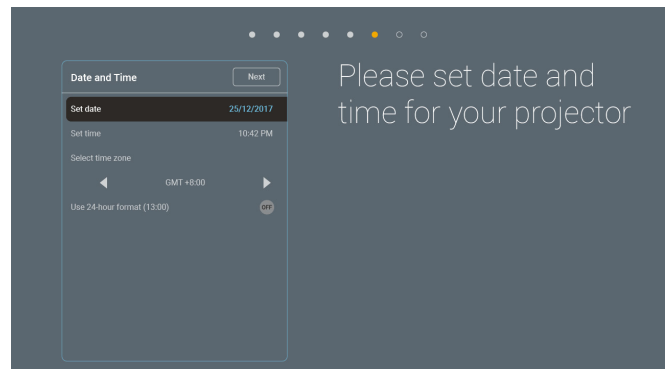 Date and Time
Next
Set date
25/12/2017
Set time
10:42 PM
Select time zone
GMT +8:00
Use 24-hour format (13:00)
OFF
Please set date and
time for your projector